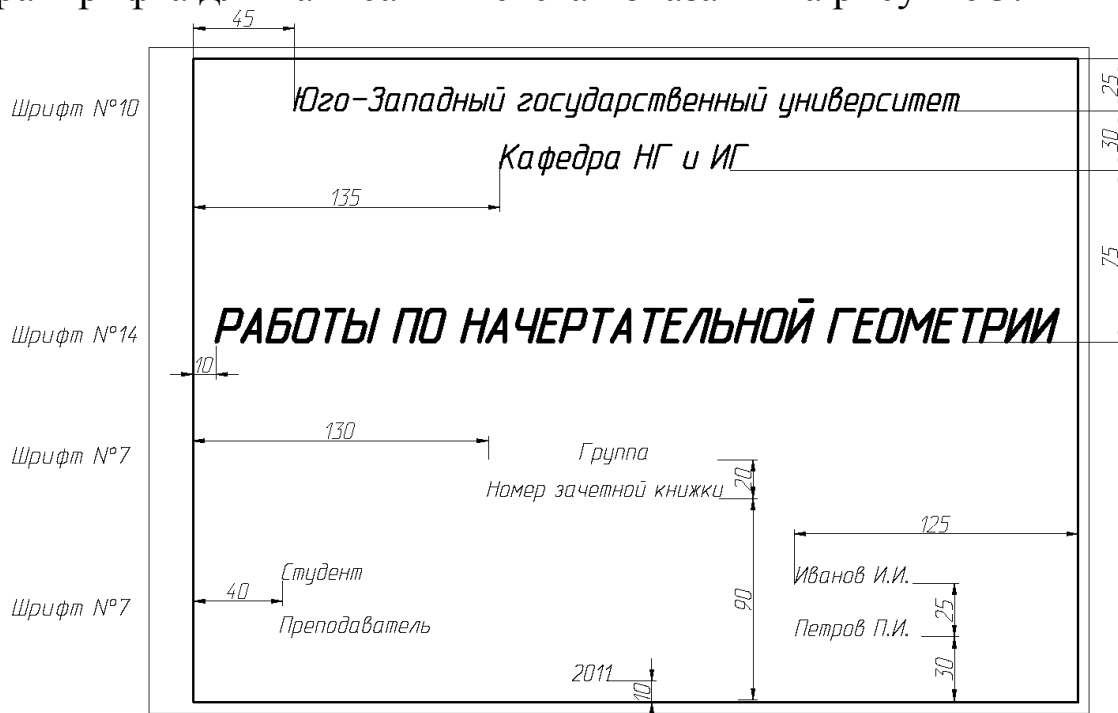 45
Шрифт №10
Юго-Западный государственный университет
25
Кафедра НГ и ИГ
30
135
75
Шрифт №14
РАБОТЫ ПО НАЧЕРТАТЕЛЬНОЙ ГЕОМЕТРИИ
10
130
Шрифт №7
Группа
20
Номер зачетной книжки
125
Студент
Иванов И.И.
40
90
25
Шрифт №7
Преподаватель
Петров П.И.
30
2011
10